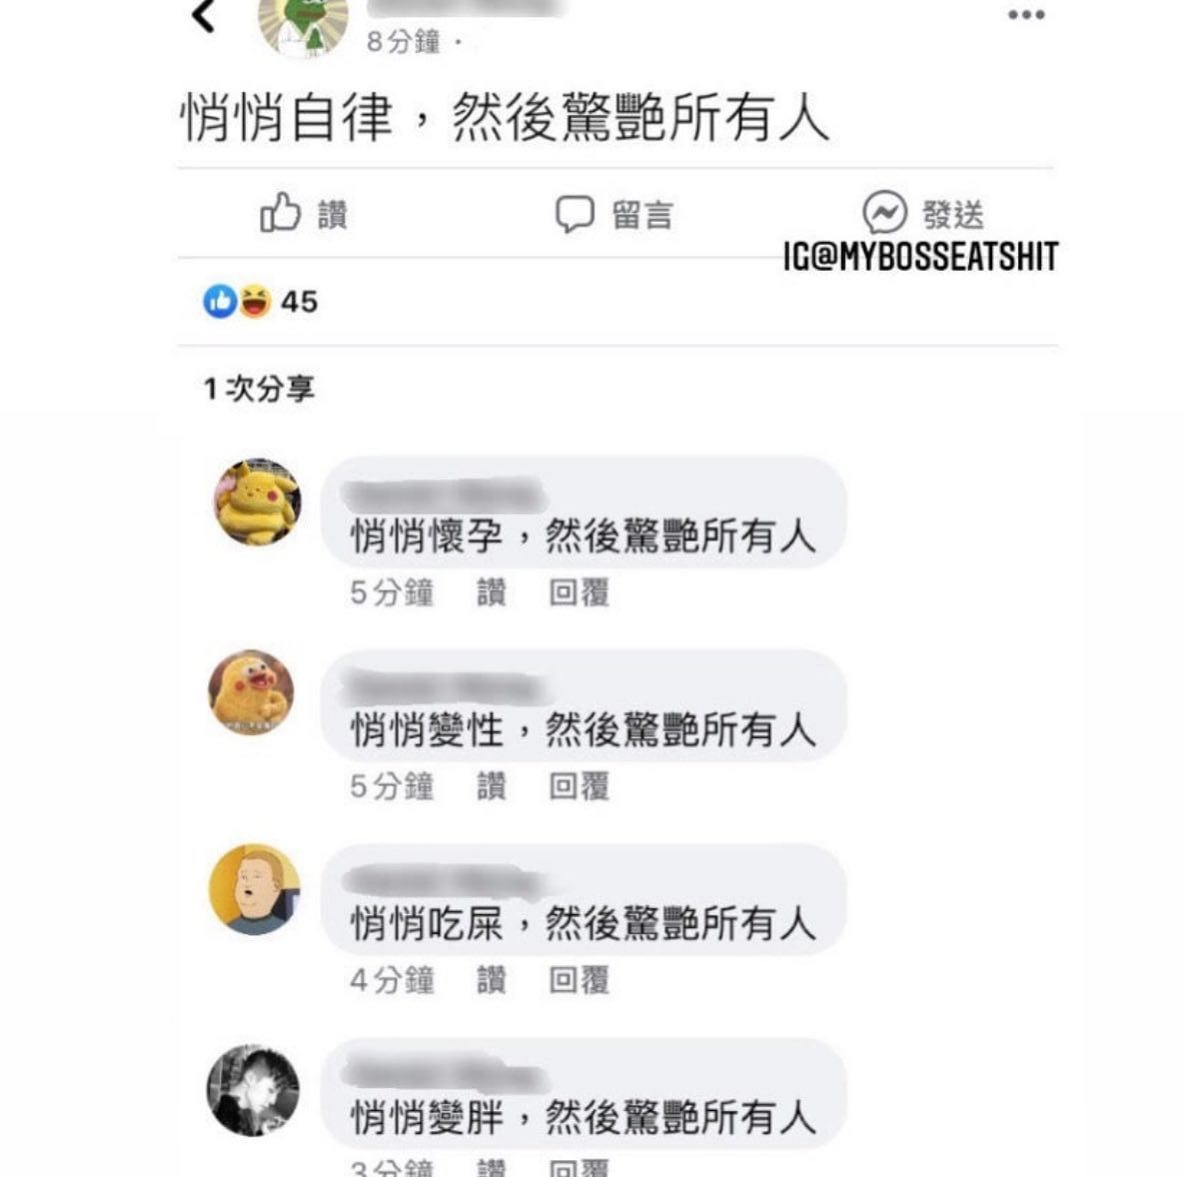 8分鐘 ·
悄悄自律，然後驚艷所有人
讚 留言 發送
IG@MYBOSSEATSHIT
45
1 次分享
悄悄懷孕，然後驚艷所有人
5分鐘 讚 回覆
悄悄變性，然後驚艷所有人
5分鐘 讚 回覆
悄悄吃屎，然後驚艷所有人
4分鐘 讚 回覆
悄悄變胖，然後驚艷所有人
3分鐘 讚 回覆